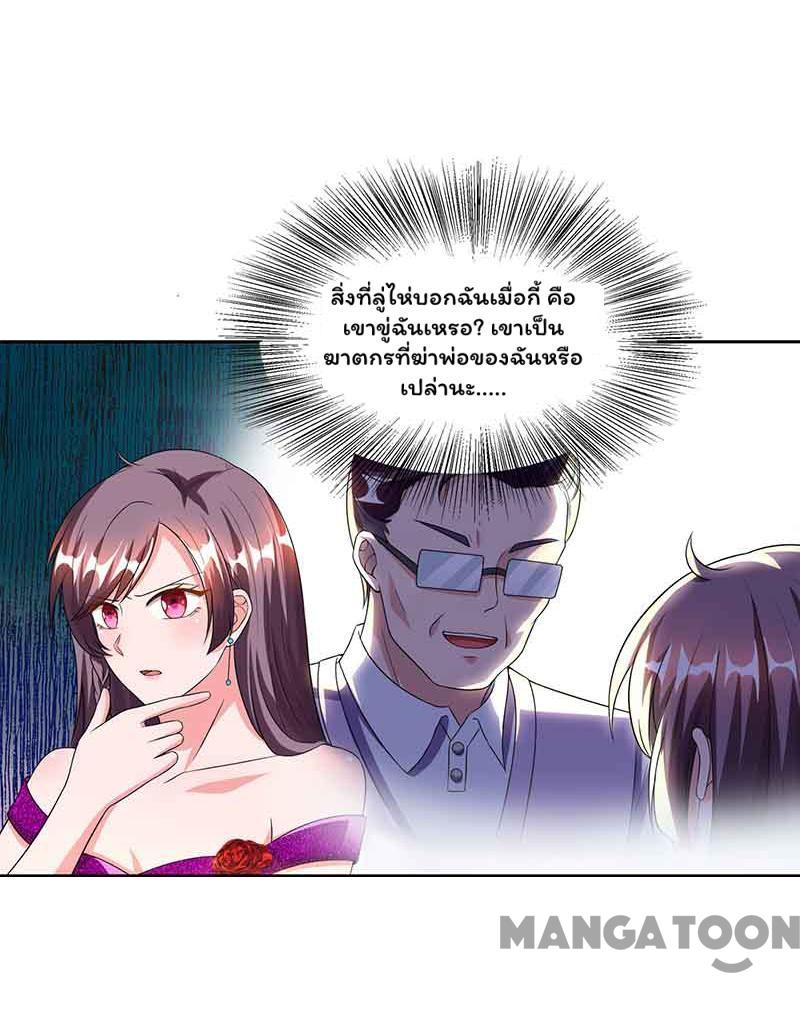 สิ่งที่ลู่ไห่บอกฉันเมื่อกี้ คือ
เขาขู่ฉันเหรอ? เขาเป็น
ฆาตกรที่ฆ่าพ่อของฉันหรือ
เปล่านะ.....
MANGATOON